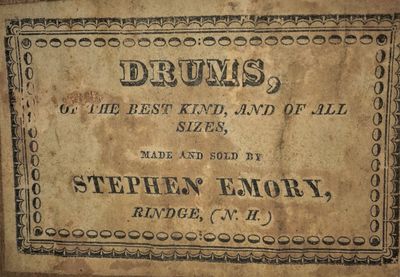 DRUMS,
OF THE BEST KIND, AND OF ALL
SIZES,
MADE AND SOLD BY
STEPHEN EMORY,
RINDGE, (N. H.)